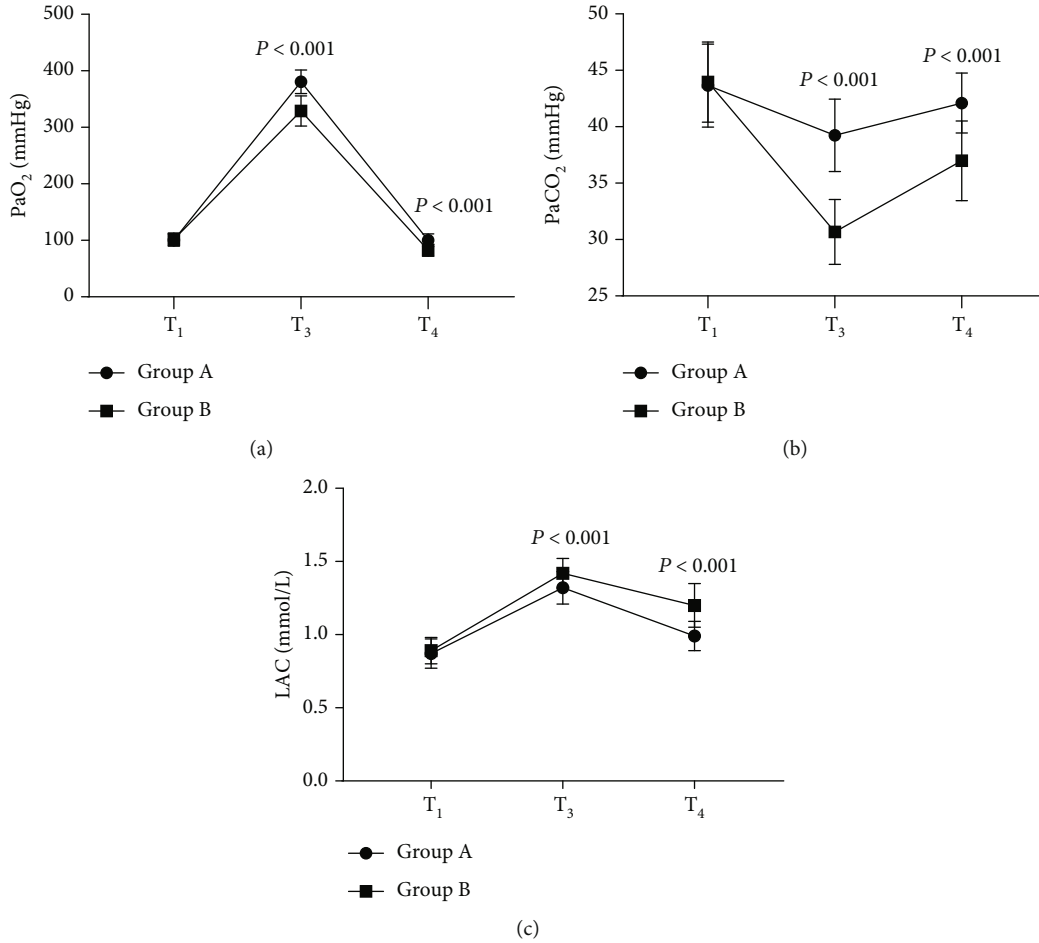 PaO₂ (mmHg)
500
400
300
200
100
0
P < 0.001
P < 0.001
T₁
T₃
T₄
Group A
Group B
(a)
PaCO₂ (mmHg)
50
45
40
35
30
25
P < 0.001
P < 0.001
T₁
T₃
T₄
Group A
Group B
(b)
LAC (mmol/L)
2.0
1.5
1.0
0.5
0.0
P < 0.001
P < 0.001
T₁
T₃
T₄
Group A
Group B
(c)